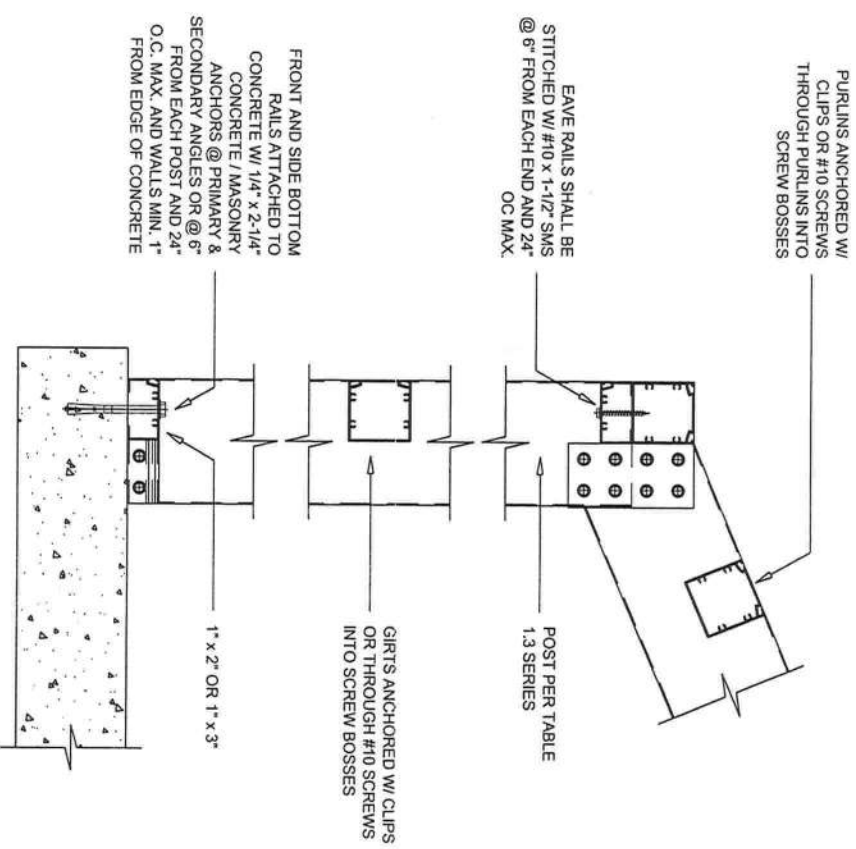 PURLINS ANCHORED W/
CLIPS OR #10 SCREWS
THROUGH PURLINS INTO
SCREW BOSSES
EAVE RAILS SHALL BE
STITCHED W/ #10 x 1-1/2" SMS
@ 6" FROM EACH END AND 24"
OC MAX.
FRONT AND SIDE BOTTOM
RAILS ATTACHED TO
CONCRETE W/ 1/4" x 2-1/4"
CONCRETE / MASONRY
ANCHORS @ PRIMARY &
SECONDARY ANGLES OR @ 6"
FROM EACH POST AND 24"
O.C. MAX. AND WALLS MIN. 1"
FROM EDGE OF CONCRETE
POST PER TABLE
1.3 SERIES
GIRTS ANCHORED W/ CLIPS
OR THROUGH #10 SCREWS
INTO SCREW BOSSES
1" x 2" OR 1" x 3"